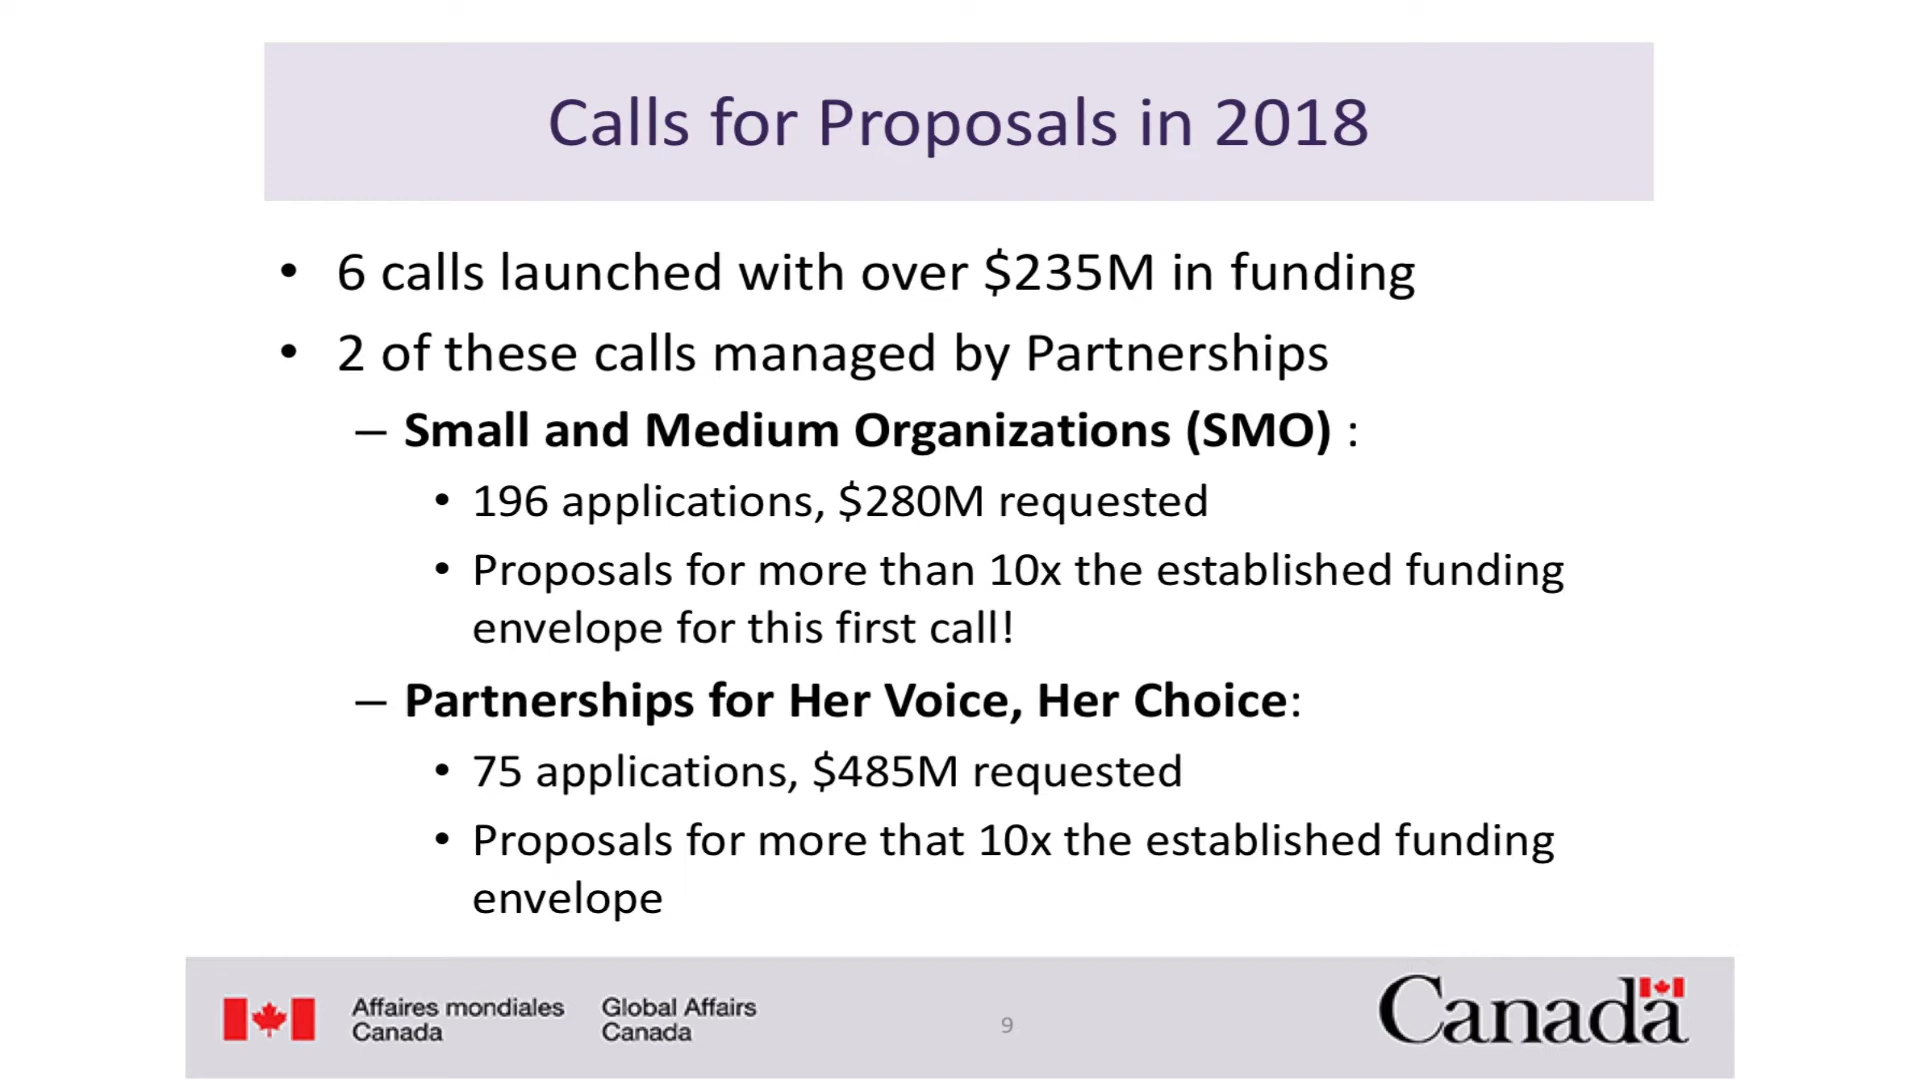 Calls for Proposals in 2018
• 6 calls launched with over $235M in funding
• 2 of these calls managed by Partnerships
– Small and Medium Organizations (SMO) :
• 196 applications, $280M requested
• Proposals for more than 10x the established funding
envelope for this first call!
– Partnerships for Her Voice, Her Choice:
• 75 applications, $485M requested
• Proposals for more that 10x the established funding
envelope
Affaires mondiales
Canada
Global Affairs
Canada
9
Canada